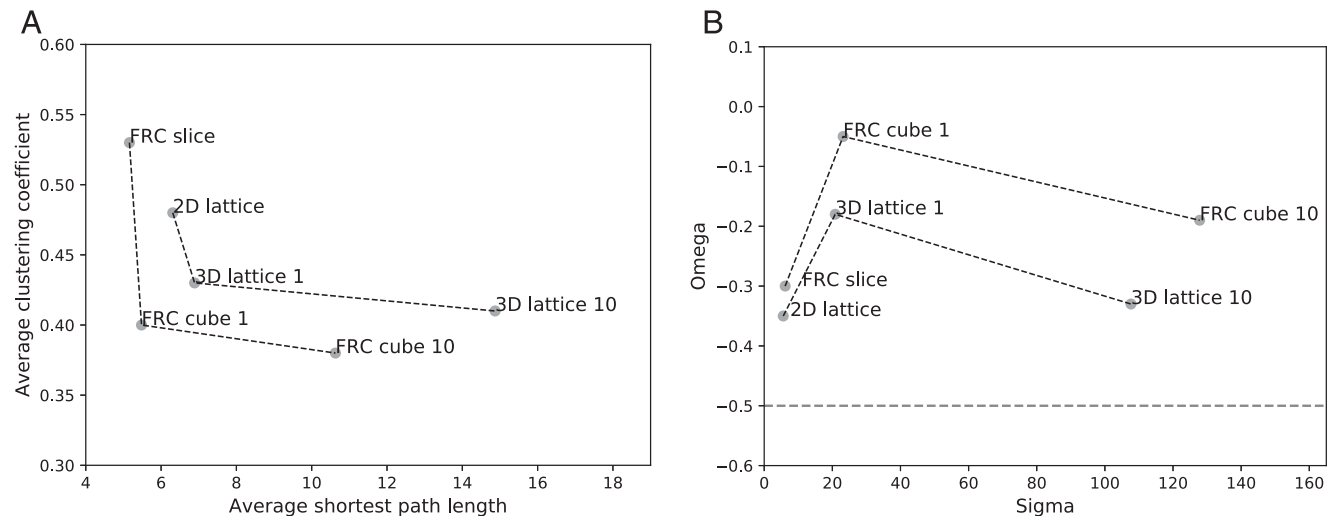 A
0.60
0.55
0.50
0.45
0.40
0.35
0.30
Average clustering coefficient
FRC slice
2D lattice
3D lattice 1
3D lattice 10
FRC cube 1
FRC cube 10
4 6 8 10 12 14 16 18
Average shortest path length
B
0.1
0.0
−0.1
−0.2
−0.3
−0.4
−0.5
−0.6
Omega
FRC cube 1
3D lattice 1
FRC cube 10
FRC slice
2D lattice
3D lattice 10
0 20 40 60 80 100 120 140 160
Sigma